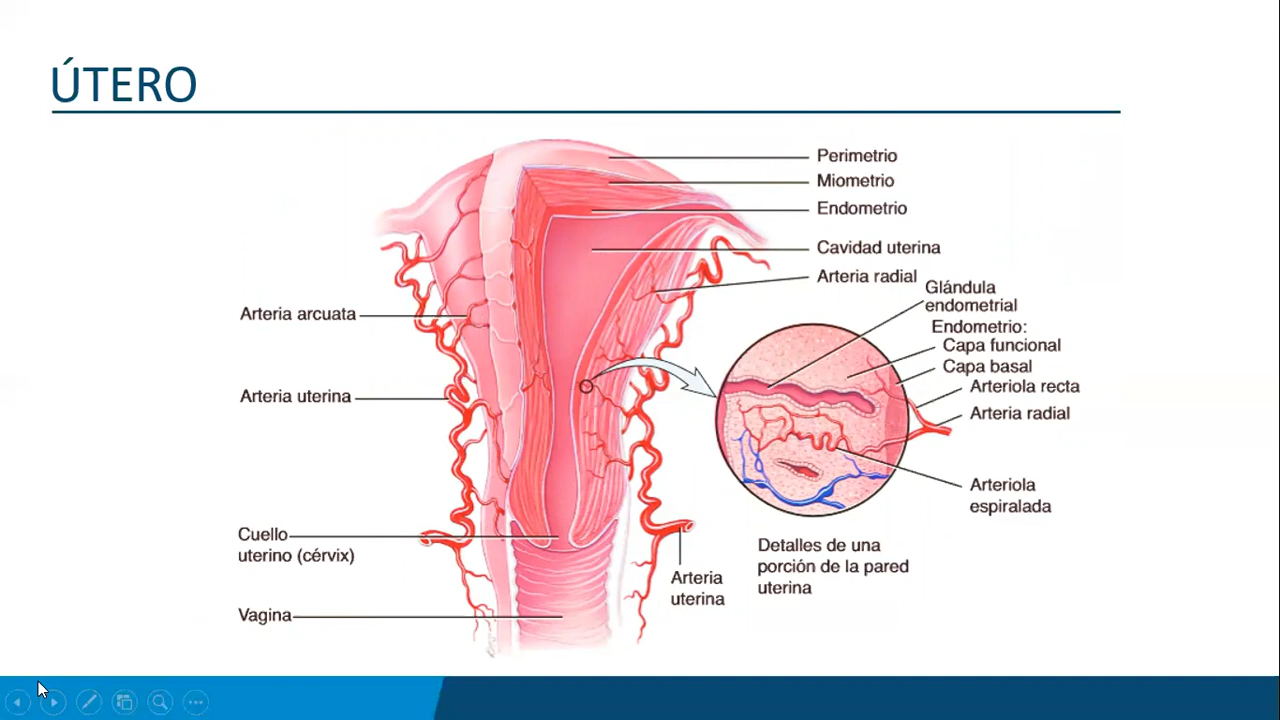 ÚTERO
Perimetrio
Miometrio
Endometrio
Cavidad uterina
Arteria radial
Glándula
endometrial
Endometrio:
Capa funcional
Capa basal
Arteriola recta
Arteria radial
Arteriola
espiralada
Arteria arcuata
Arteria uterina
Cuello
uterino (cérvix)
Vagina
Arteria
uterina
Detalles de una
porción de la pared
uterina